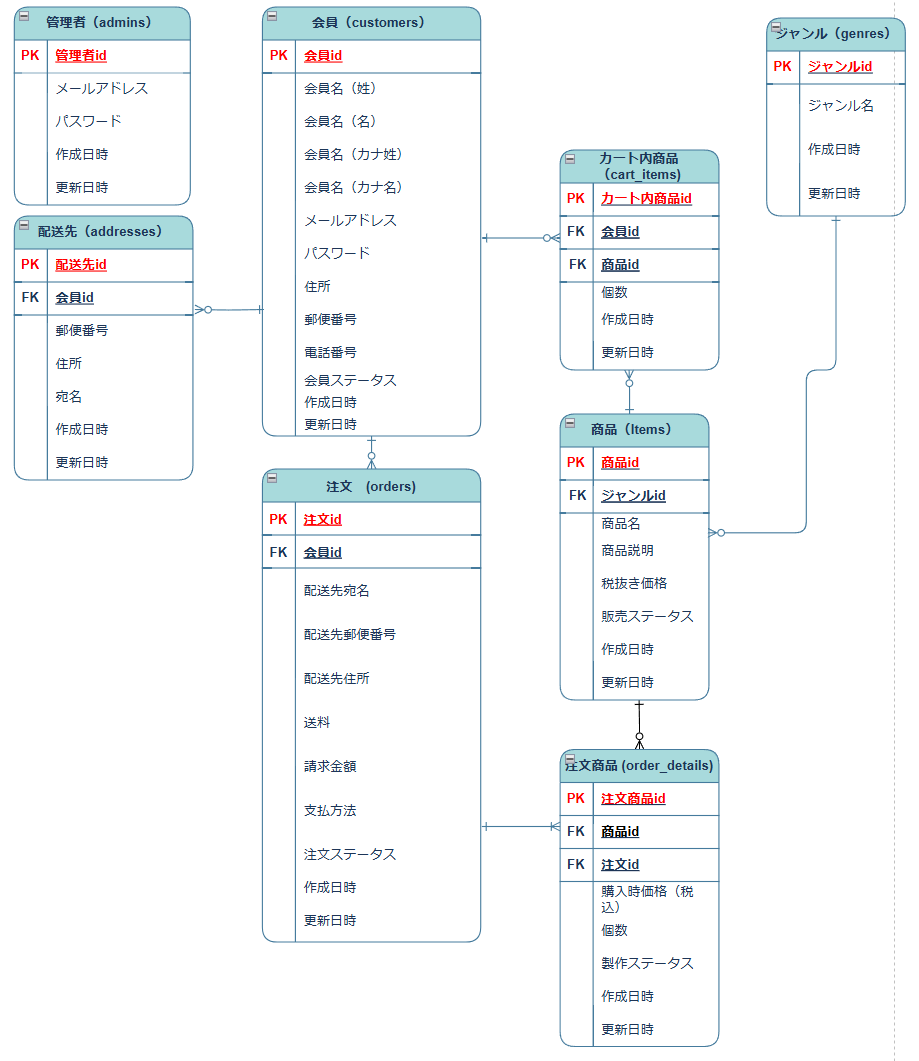 管理者（admins）
PK 管理者id
メールアドレス
パスワード
作成日時
更新日時
配送先（addresses）
PK 配送先id
FK 会員id
郵便番号
住所
宛名
作成日時
更新日時
会員（customers）
PK 会員id
会員名（姓）
会員名（名）
会員名（カナ姓）
会員名（カナ名）
メールアドレス
パスワード
住所
郵便番号
電話番号
会員ステータス
作成日時
更新日時
注文　(orders)
PK 注文id
FK 会員id
配送先宛名
配送先郵便番号
配送先住所
送料
請求金額
支払方法
注文ステータス
作成日時
更新日時
カート内商品
（cart_items)
PK カート内商品id
FK 会員id
FK 商品id
個数
作成日時
更新日時
商品（Items）
PK 商品id
FK ジャンルid
商品名
商品説明
税抜き価格
販売ステータス
作成日時
更新日時
注文商品 (order_details)
PK 注文商品id
FK 商品id
FK 注文id
購入時価格（税
込）
個数
製作ステータス
作成日時
更新日時
ジャンル（genres）
PK ジャンルid
ジャンル名
作成日時
更新日時